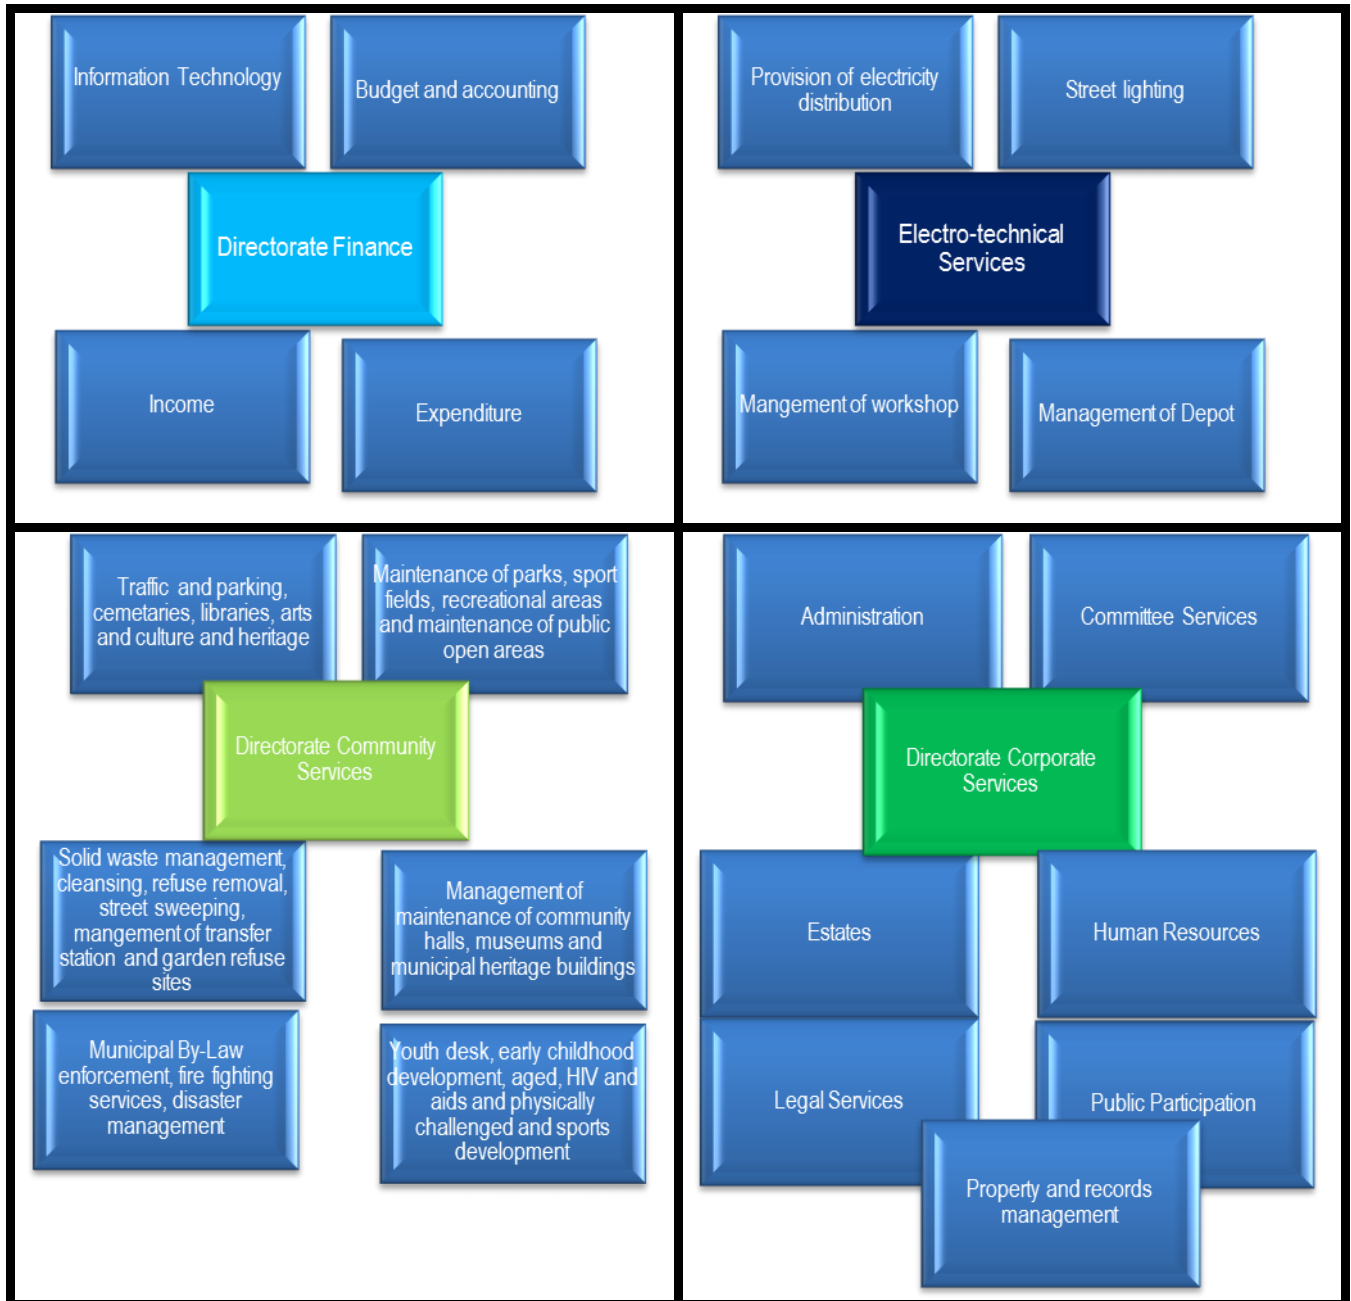 Information Technology
Budget and accounting
Directorate Finance
Income
Expenditure
Provision of electricity
distribution
Street lighting
Electro-technical
Services
Mangement of workshop
Management of Depot
Traffic and parking,
cemetaries, libraries, arts
and culture and heritage
Maintenance of parks, sport
fields, recreational areas
and maintenance of public
open areas
Directorate Community
Services
Solid waste management,
cleansing, refuse removal,
street sweeping,
mangement of transfer
station and garden refuse
sites
Management of
maintenance of community
halls, museums and
municipal heritage buildings
Municipal By-Law
enforcement, fire fighting
services, disaster
management
Youth desk, early childhood
development, aged, HIV and
aids and physically
challenged and sports
development
Administration
Committee Services
Directorate Corporate
Services
Estates
Human Resources
Legal Services
Public Participation
Property and records
management